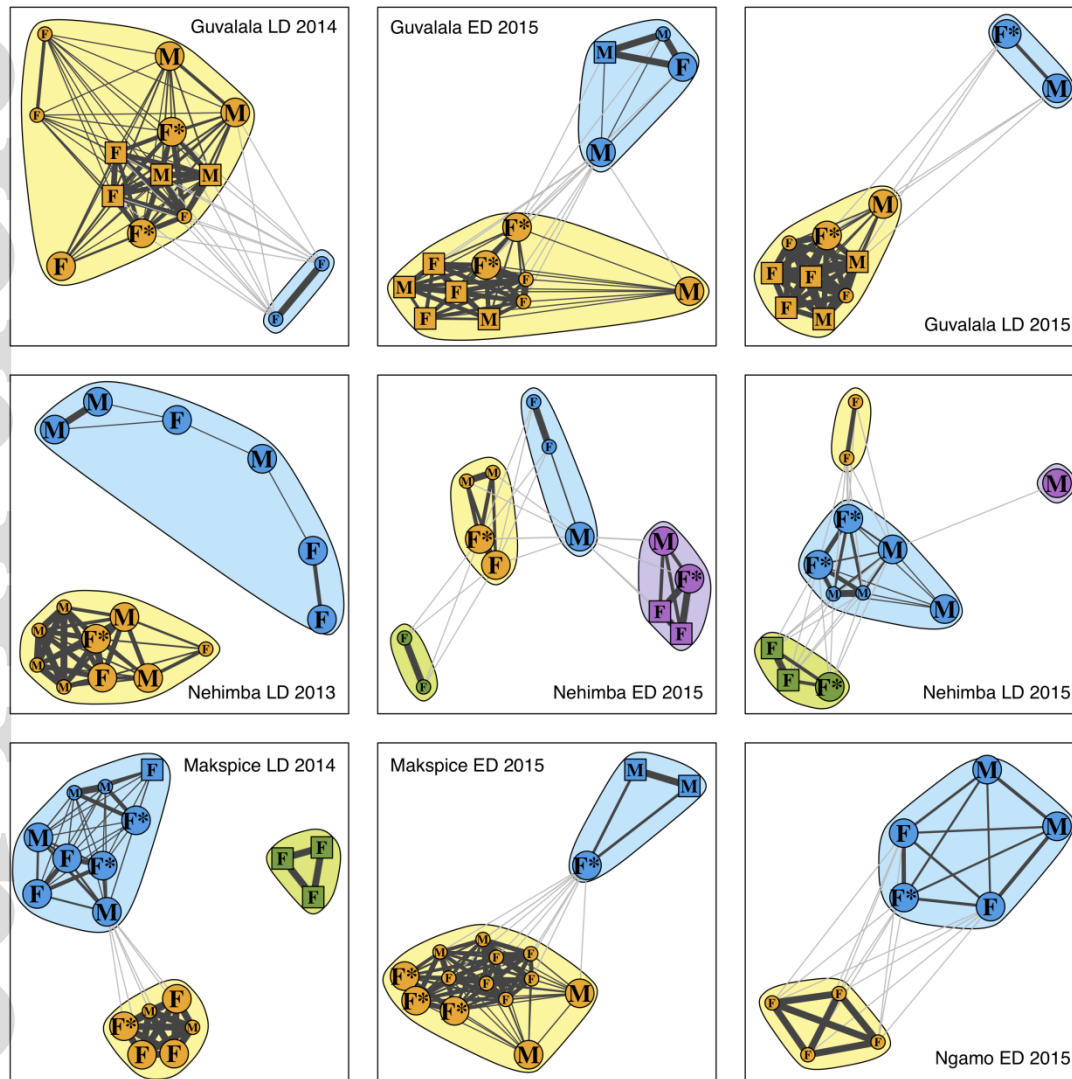 Guvalala LD 2014
F
M
F M
F*
F
M M
F
F
F*
F
F
F
Guvalala ED 2015
M
M
F
M
F*
F F*
F
M F
F
M
F M
F*
M
M
F*
F
M
F F
F
F M
Guvalala LD 2015
M
M
F
M
F
F
M
M M
F*
M F
M M
F
Nehimba LD 2013
F
F
M
M M
F*
F
M
F*
F
F
F
F
Nehimba ED 2015
F
F
M
F*
M
F*
M M
M
F
F F*
Nehimba LD 2015
Makspice LD 2014
F
M M
F*
M
F F*
F M
F F
F
F
M
F* M
F F
Makspice ED 2015
M
M
F*
M
M F
F
F* F F
F
F* F* F
M
M
M
M
F
F* F
F F
F
F
Ngamo ED 2015